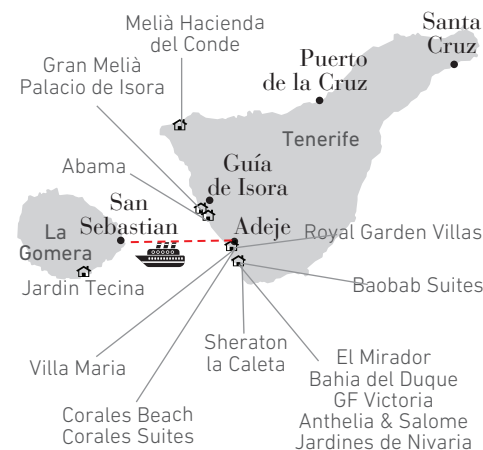 Santa
Cruz
Melià Hacienda
del Conde
Puerto
de la Cruz
Gran Melià
Palacio de Isora
Tenerife
Abama
Guía
de Isora
San
Sebastian
La
Gomera
Adeje
Royal Garden Villas
Jardin Tecina
Baobab Suites
Sheraton
la Caleta
Villa Maria
El Mirador
Bahia del Duque
GF Victoria
Anthelia & Salome
Jardines de Nivaria
Corales Beach
Corales Suites